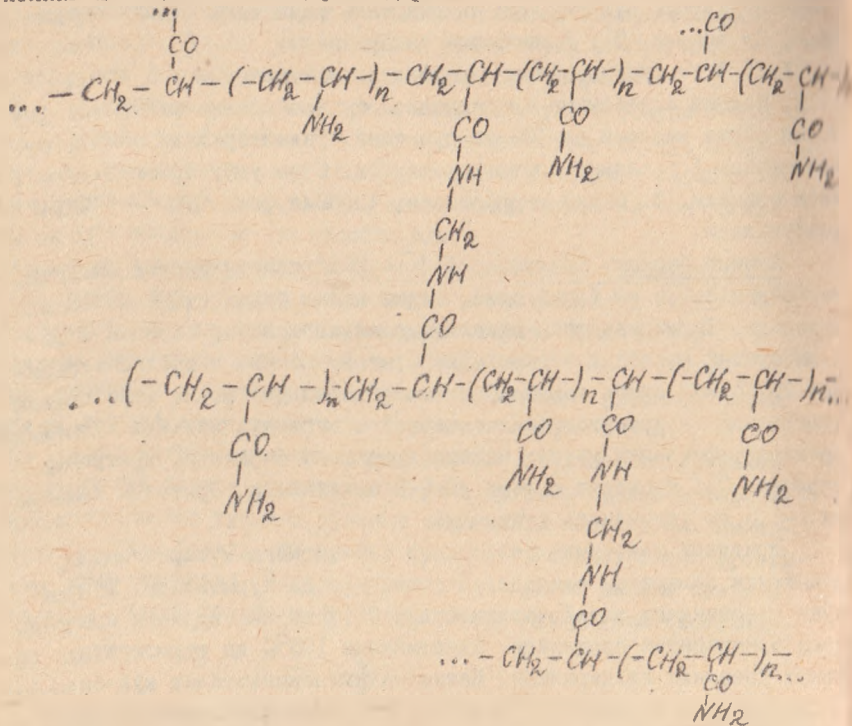 ...
CO
...CO
... – CH2 – CH – (–CH2–CH–)n – CH2 – CH–(CH2–CH–)n – CH2–CH–(CH2–CH–)
NH2
CO
CO
CO
NH
NH2
NH2
CH2
NH
CO
...(–CH2–CH–)nCH2–CH–(CH2–CH–)n–CH–(–CH2–CH–)n...
CO
CO
CO
CO
NH2
NH2
NH
NH2
CH2
NH
CO
... – CH2 – CH–(–CH2–CH–)n...
CO
NH2